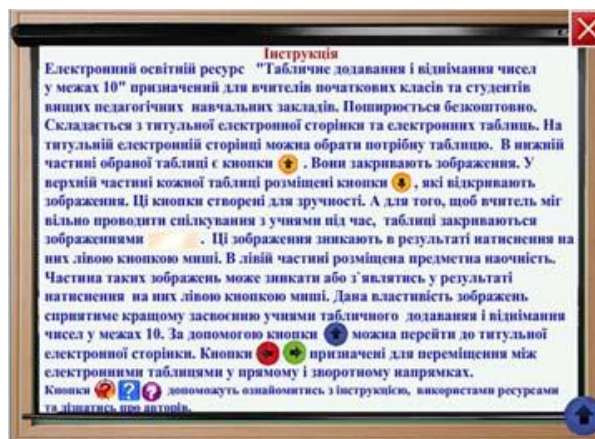 Інструкція
Електронний освітній ресурс "Табличне додавання і віднімання чисел
у межах 10" призначений для вчителів початкових класів та студентів
вищих педагогічних навчальних закладів. Поширюється безкоштовно.
Складається з титульної електронної сторінки та електронних таблиць. На
титульній електронній сторінці можна обрати потрібну таблицю. В нижній
частині обраної таблиці є кнопки . Вони закривають зображення. У
верхній частині кожної таблиці розміщені кнопки , які відкривають
зображення. Ці кнопки створені для зручності. А для того, щоб вчитель міг
вільно проводити спілкування з учнями під час, таблиці закриваються
зображеннями . Ці зображення зникають в результаті натиснення на
них лівою кнопкою миші. В лівій частині розміщена предметна наочність.
Частина таких зображень може зникати або з`являтись у результаті
натиснення на них лівою кнопкою миші. Дана властивість зображень
сприятиме кращому засвоєнню учнями табличного додавання і віднімання
чисел у межах 10. За допомогою кнопки можна перейти до титульної
електронної сторінки. Кнопки призначені для переміщення між
електронними таблицями у прямому і зворотному напрямках.
Кнопки ? ? допоможуть ознайомитись з інструкцією, використами ресурсами
та дізнатись про авторів.